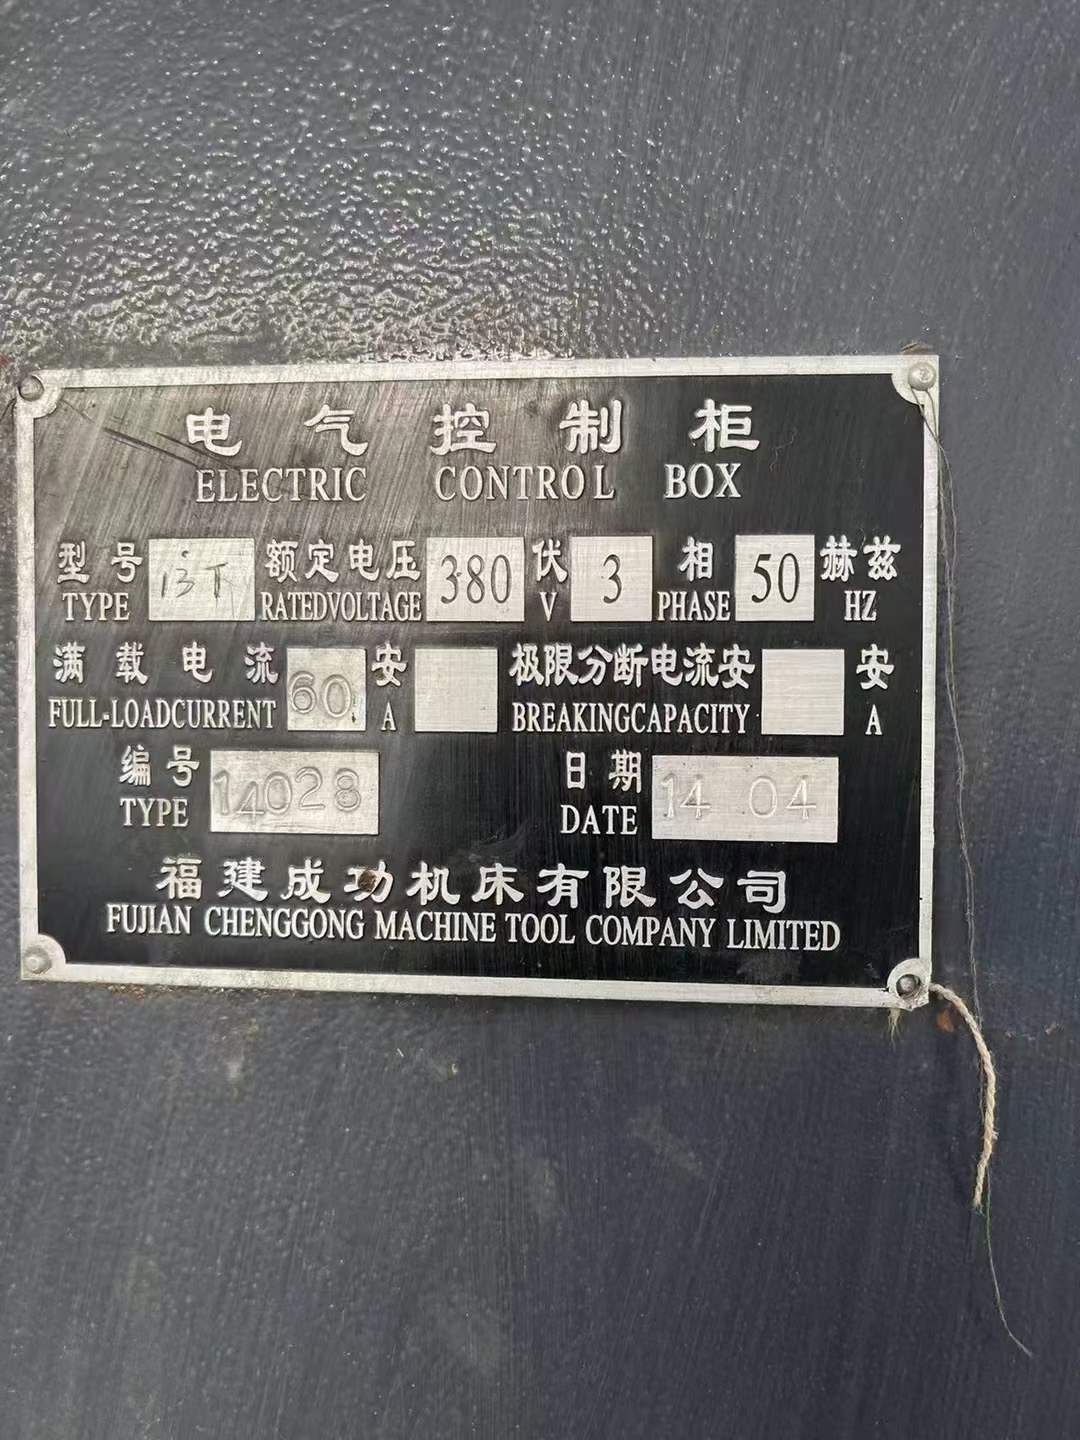 电气控制柜
ELECTRIC CONTROL BOX
型号 13T 额定电压 380 伏 3 相 50 赫兹
TYPE RATEDVOLTAGE V PHASE HZ
满载电流 60 安 极限分断电流安 安
FULL-LOADCURRENT A BREAKINGCAPACITY A
编号 14028 日期 14 04
TYPE DATE
福建成功机床有限公司
FUJIAN CHENGGONG MACHINE TOOL COMPANY LIMITED